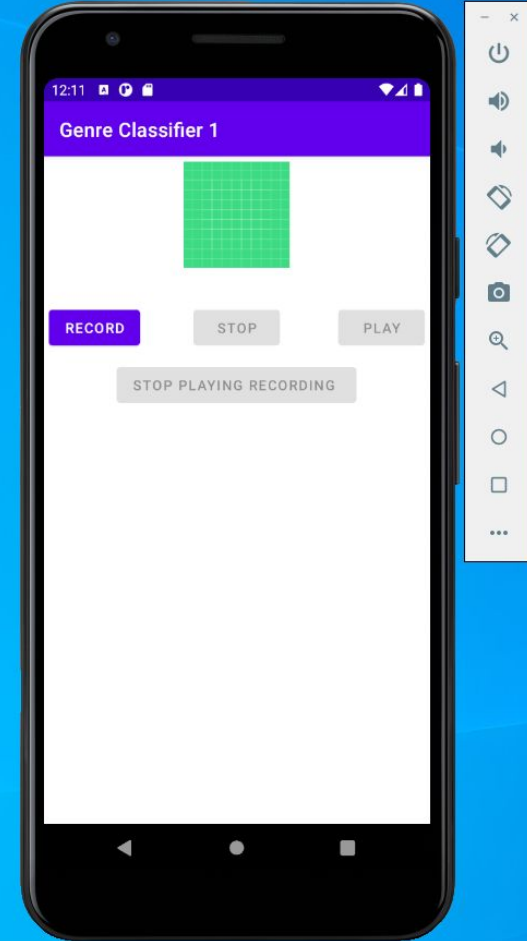 12:11
Genre Classifier 1
RECORD STOP PLAY
STOP PLAYING RECORDING